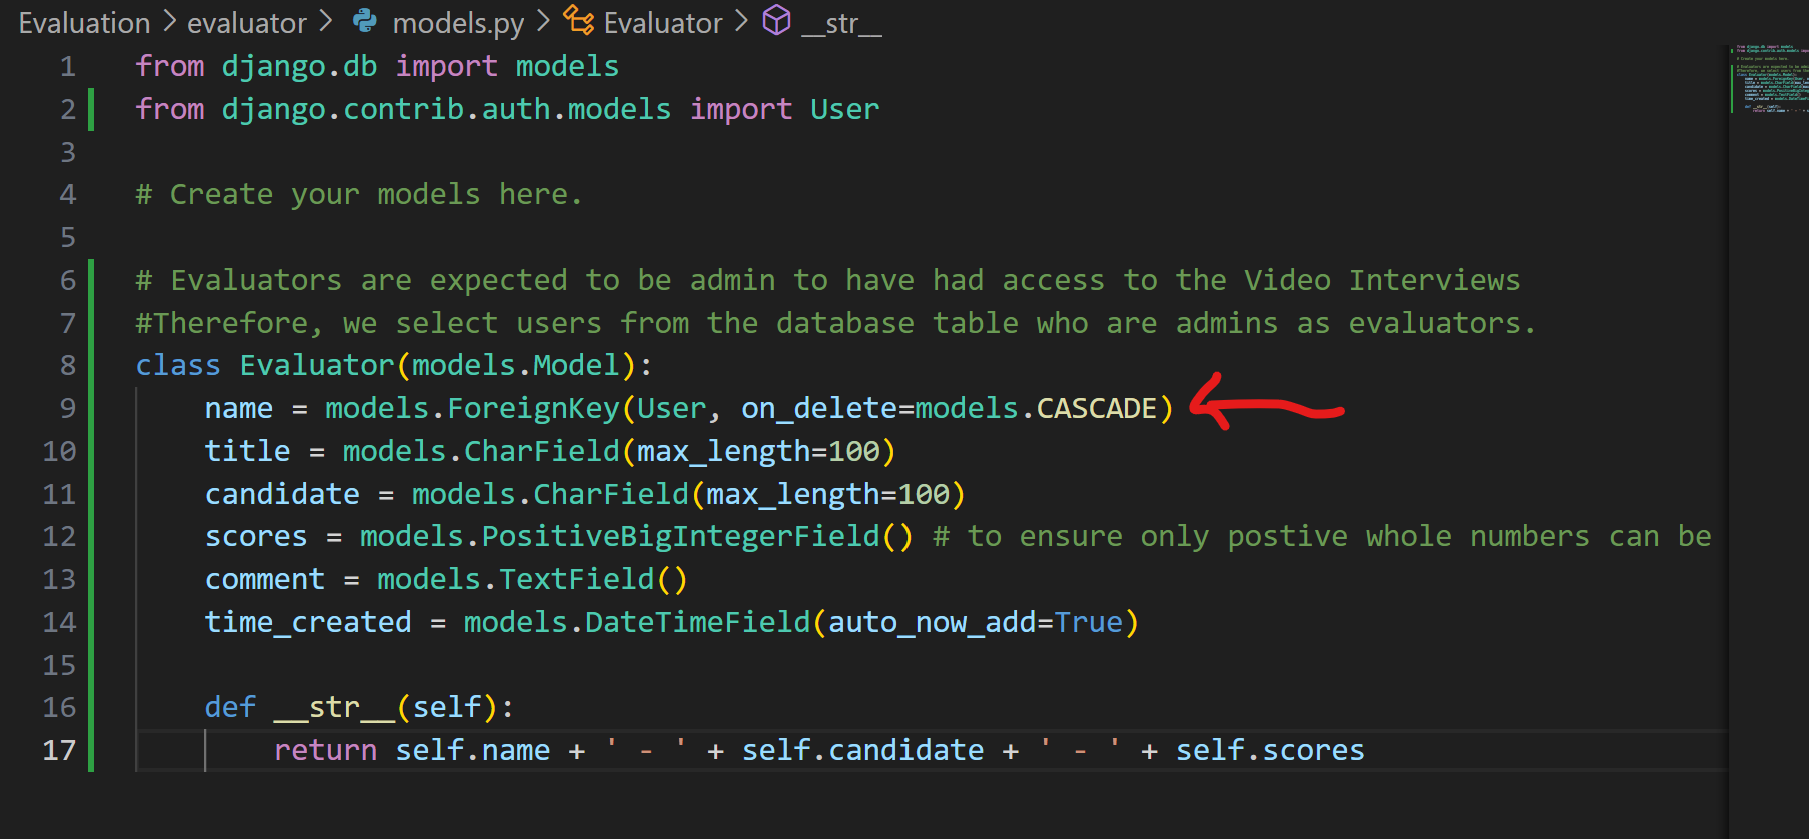 Evaluation > evaluator > models.py > Evaluator > __str__
1 from django.db import models
2 from django.contrib.auth.models import User
3
4 # Create your models here.
5
6 # Evaluators are expected to be admin to have had access to the Video Interviews
7 #Therefore, we select users from the database table who are admins as evaluators.
8 class Evaluator(models.Model):
9     name = models.ForeignKey(User, on_delete=models.CASCADE)
10     title = models.CharField(max_length=100)
11     candidate = models.CharField(max_length=100)
12     scores = models.PositiveBigIntegerField() # to ensure only postive whole numbers can be
13     comment = models.TextField()
14     time_created = models.DateTimeField(auto_now_add=True)
15
16     def __str__(self):
17         return self.name + ' - ' + self.candidate + ' - ' + self.scores